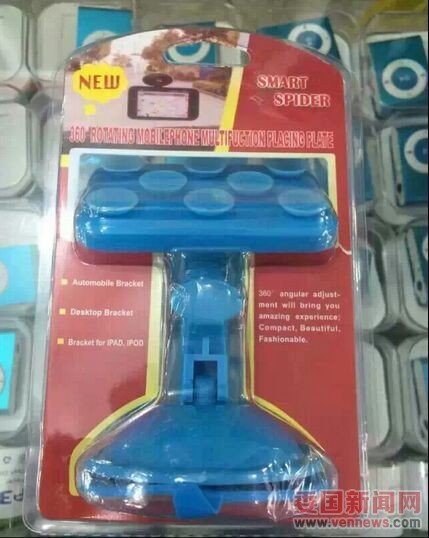 NEW
SMART
SPIDER
360° ROTATING MOBILEPHONE MULTIFUCTION PLACING PLATE
Automobile Bracket
Desktop Bracket
Bracket for iPAD, IPOD
360° angular adjust-
ment will bring you
amazing experience;
Compact, Beautiful,
Fashionable.
爱国新闻网
www.vennews.com